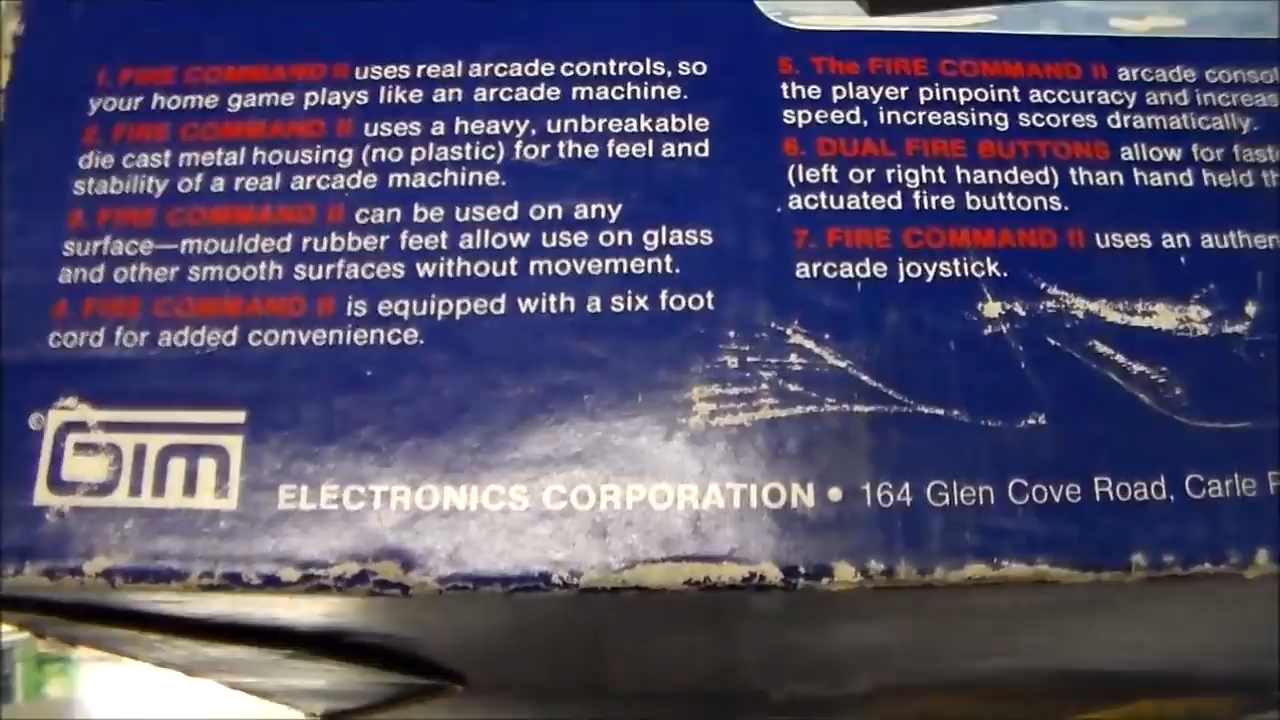 1. FIRE COMMAND II uses real arcade controls, so
your home game plays like an arcade machine.
2. FIRE COMMAND II uses a heavy, unbreakable
die cast metal housing (no plastic) for the feel and
stability of a real arcade machine.
3. FIRE COMMAND II can be used on any
surface—moulded rubber feet allow use on glass
and other smooth surfaces without movement.
4. FIRE COMMAND II is equipped with a six foot
cord for added convenience.
5. The FIRE COMMAND II arcade consol
the player pinpoint accuracy and increas
speed, increasing scores dramatically.
6. DUAL FIRE BUTTONS allow for fast
(left or right handed) than hand held th
actuated fire buttons.
7. FIRE COMMAND II uses an authen
arcade joystick.
® GIM
ELECTRONICS CORPORATION • 164 Glen Cove Road, Carle